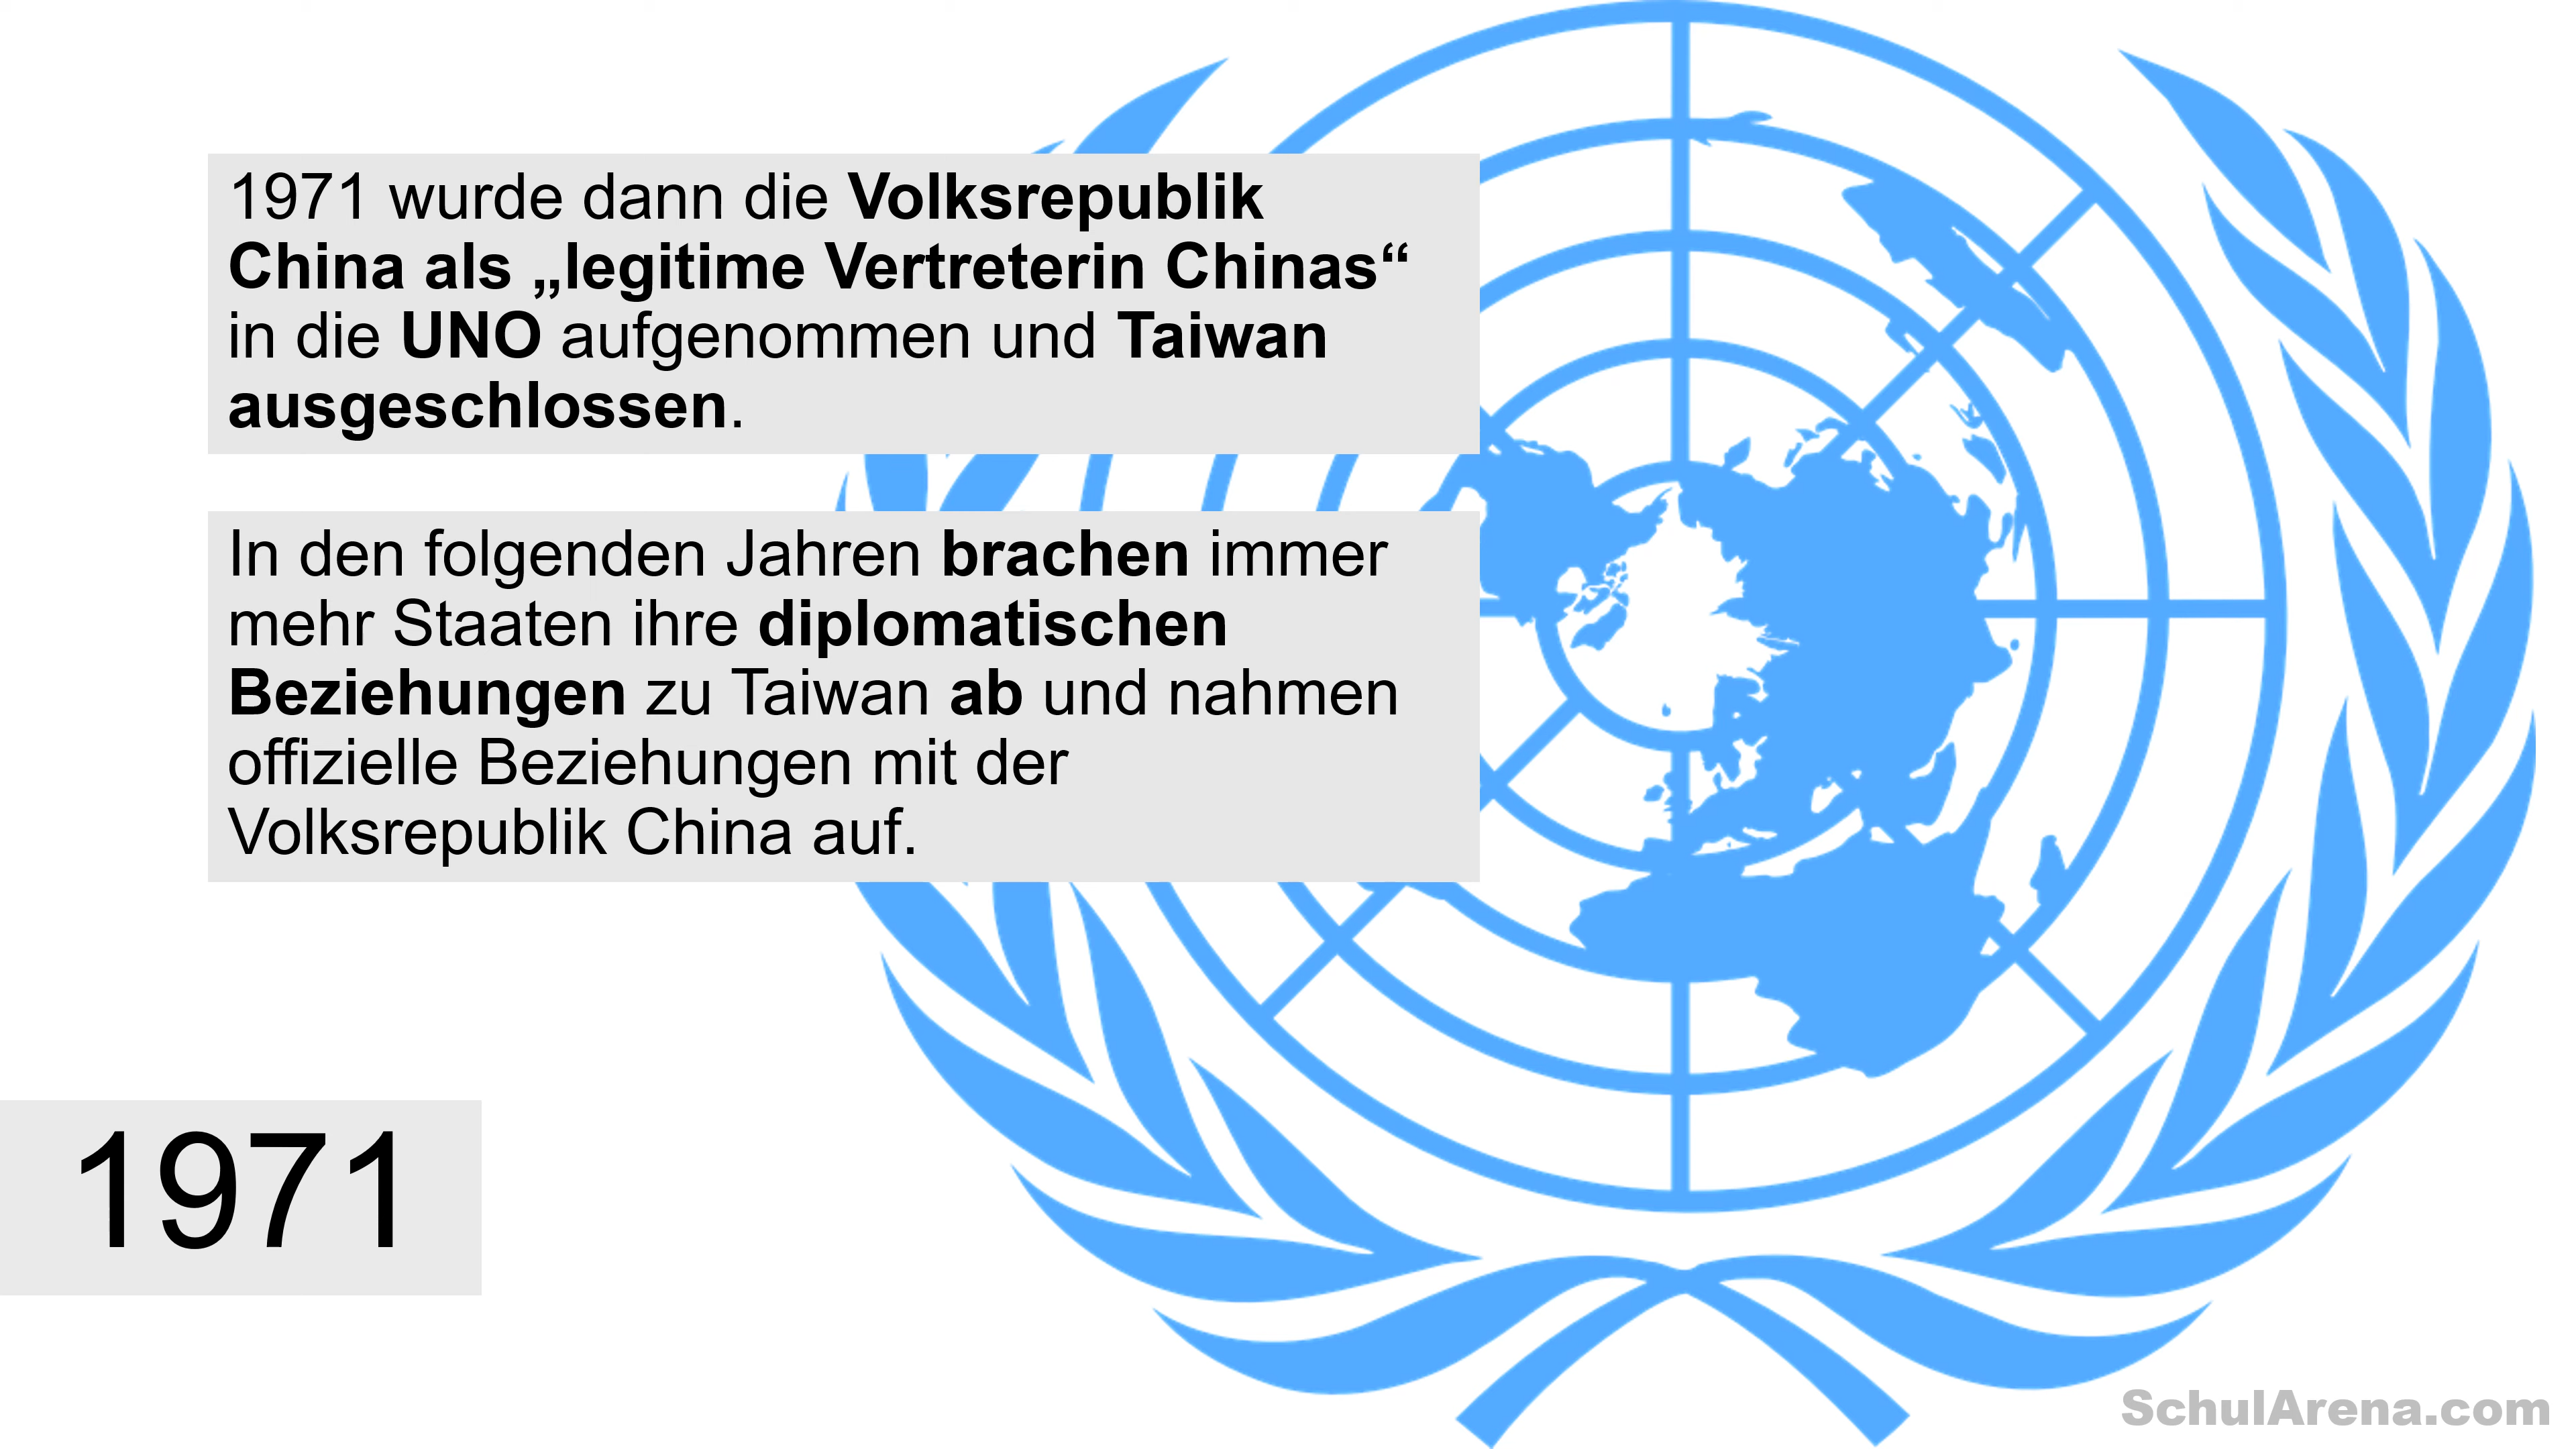 1971 wurde dann die Volksrepublik
China als „legitime Vertreterin Chinas“
in die UNO aufgenommen und Taiwan
ausgeschlossen.
In den folgenden Jahren brachen immer
mehr Staaten ihre diplomatischen
Beziehungen zu Taiwan ab und nahmen
offizielle Beziehungen mit der
Volksrepublik China auf.
1971
SchulArena.com